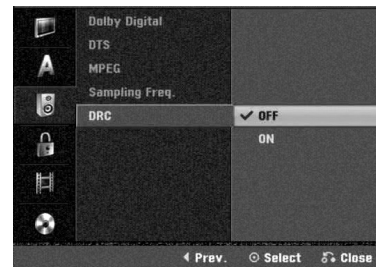 Dolby Digital
DTS
A
MPEG
Sampling Freq.
DRC
✓ OFF
ON
Prev.
Select
Close